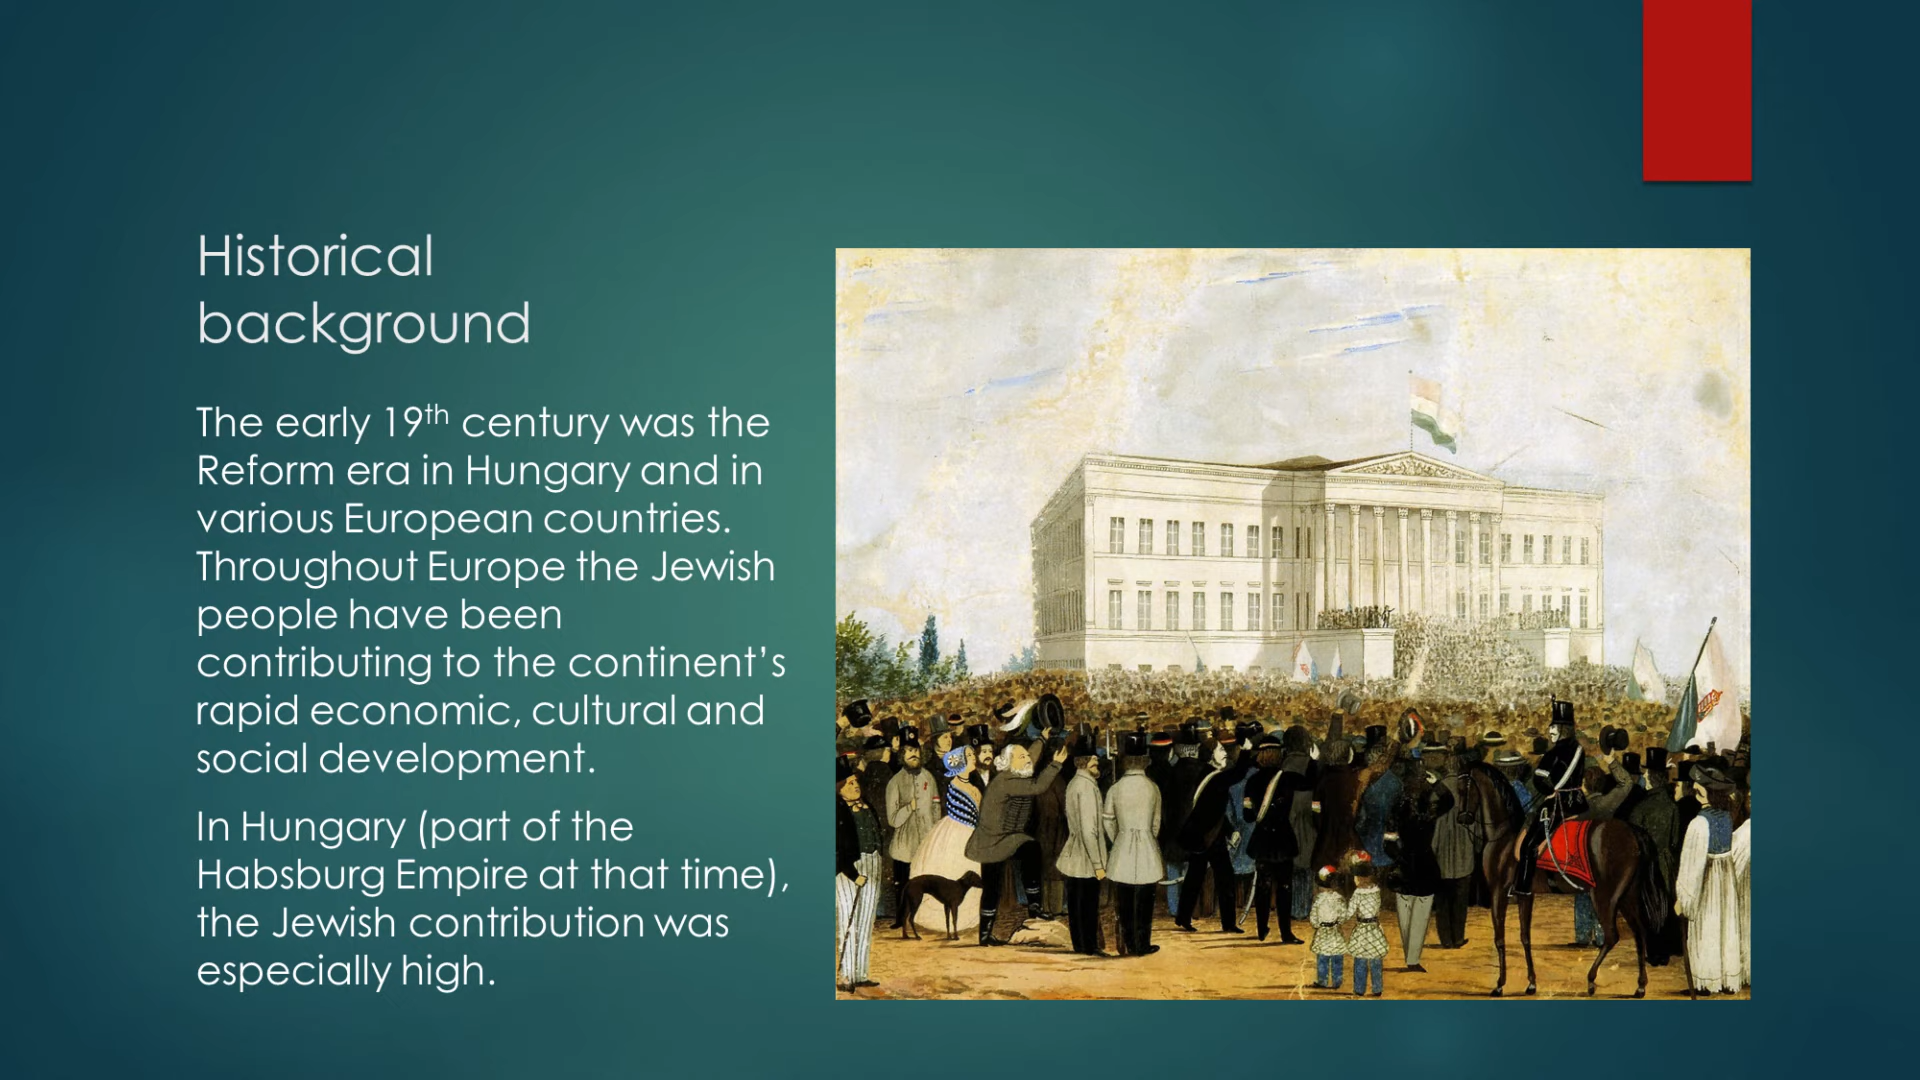 Historical
background
The early 19th century was the
Reform era in Hungary and in
various European countries.
Throughout Europe the Jewish
people have been
contributing to the continent’s
rapid economic, cultural and
social development.
In Hungary (part of the
Habsburg Empire at that time),
the Jewish contribution was
especially high.